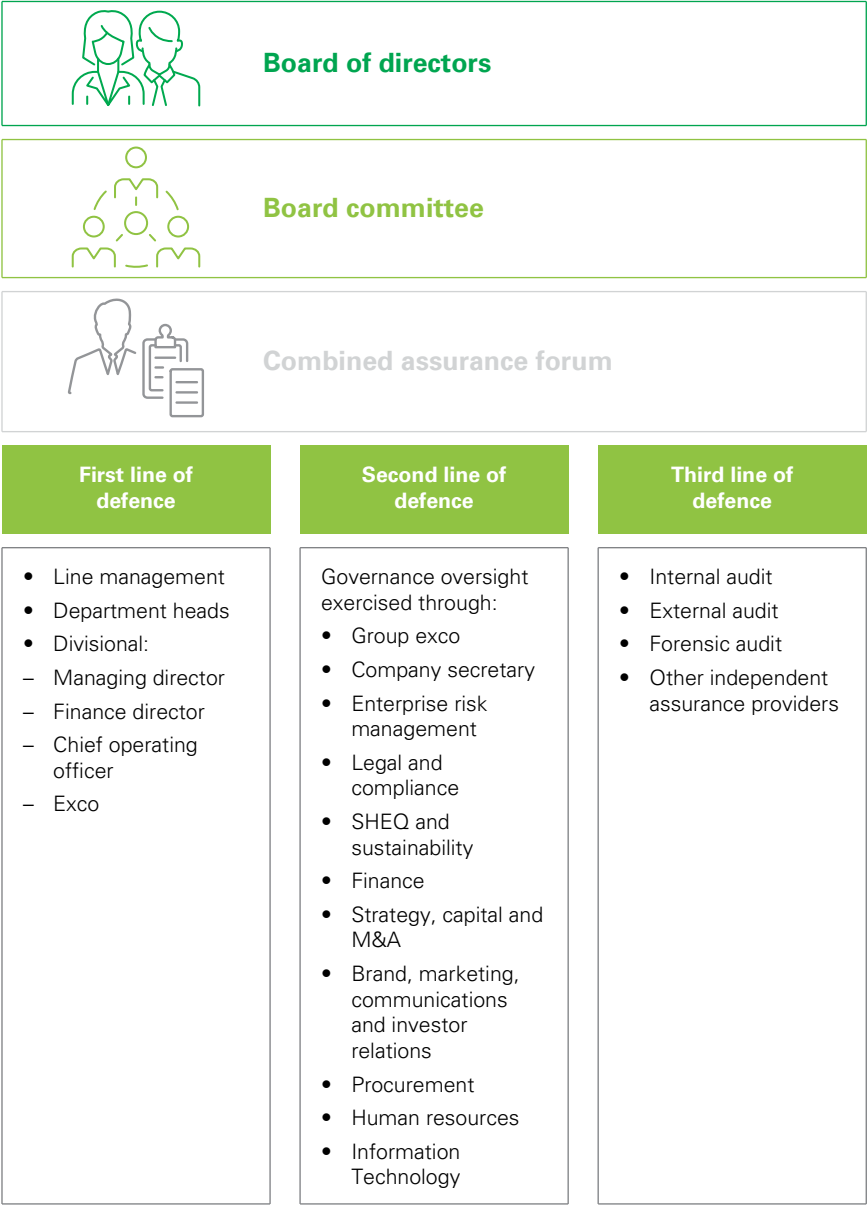 Board of directors
Board committee
Combined assurance forum
First line of
defence
• Line management
• Department heads
• Divisional:
– Managing director
– Finance director
– Chief operating
officer
– Exco
Second line of
defence
Governance oversight
exercised through:
• Group exco
• Company secretary
• Enterprise risk
management
• Legal and
compliance
• SHEQ and
sustainability
• Finance
• Strategy, capital and
M&A
• Brand, marketing,
communications
and investor
relations
• Procurement
• Human resources
• Information
Technology
Third line of
defence
• Internal audit
• External audit
• Forensic audit
• Other independent
assurance providers